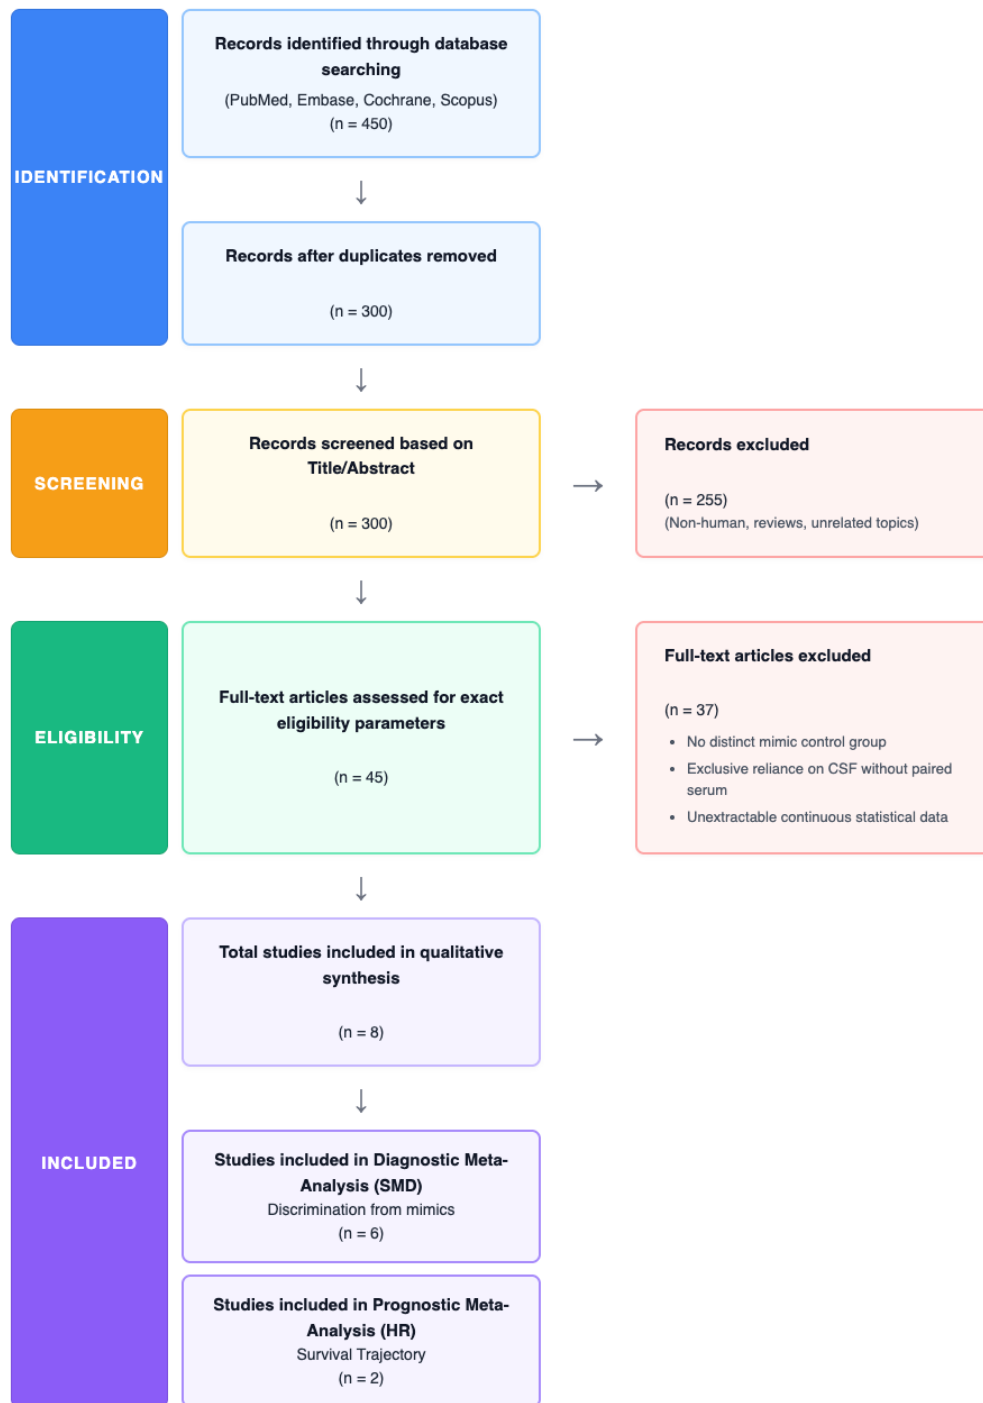 IDENTIFICATION
Records identified through database
searching
(PubMed, Embase, Cochrane, Scopus)
(n = 450)
↓
Records after duplicates removed
(n = 300)
↓
SCREENING
Records screened based on
Title/Abstract
(n = 300)
→
Records excluded
(n = 255)
(Non-human, reviews, unrelated topics)
↓
ELIGIBILITY
Full-text articles assessed for exact
eligibility parameters
(n = 45)
→
Full-text articles excluded
(n = 37)
• No distinct mimic control group
• Exclusive reliance on CSF without paired
serum
• Unextractable continuous statistical data
↓
INCLUDED
Total studies included in qualitative
synthesis
(n = 8)
↓
Studies included in Diagnostic Meta-
Analysis (SMD)
Discrimination from mimics
(n = 6)
Studies included in Prognostic Meta-
Analysis (HR)
Survival Trajectory
(n = 2)